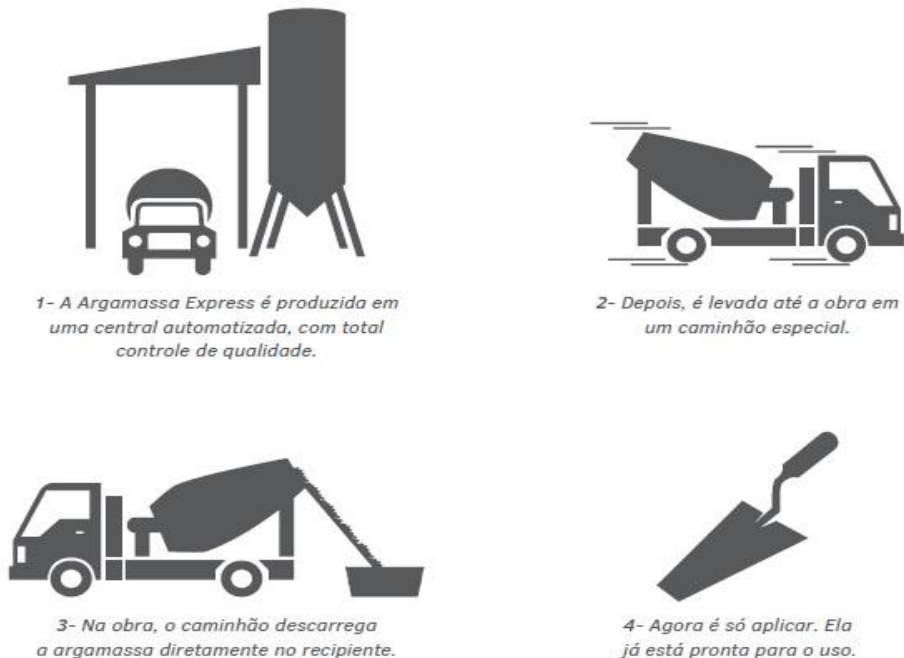 1- A Argamassa Express é produzida em
uma central automatizada, com total
controle de qualidade.
2- Depois, é levada até a obra em
um caminhão especial.
3- Na obra, o caminhão descarrega
a argamassa diretamente no recipiente.
4- Agora é só aplicar. Ela
já está pronta para o uso.